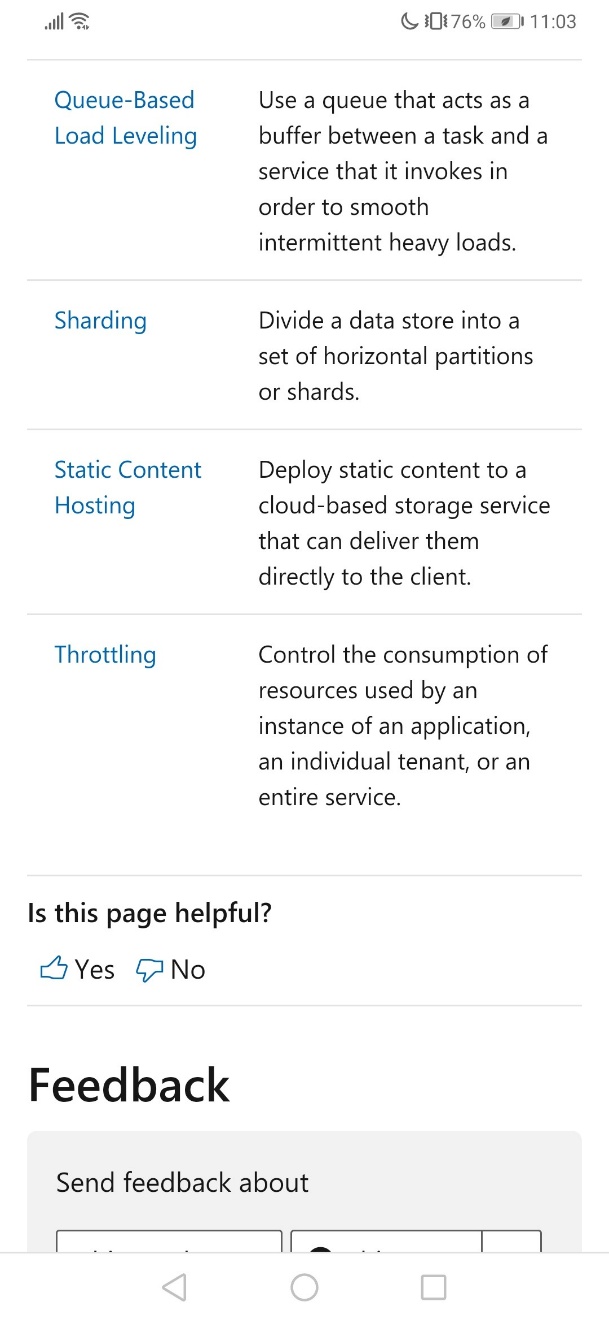 76% 11:03
Queue-Based
Load Leveling
Use a queue that acts as a
buffer between a task and a
service that it invokes in
order to smooth
intermittent heavy loads.
Sharding
Divide a data store into a
set of horizontal partitions
or shards.
Static Content
Hosting
Deploy static content to a
cloud-based storage service
that can deliver them
directly to the client.
Throttling
Control the consumption of
resources used by an
instance of an application,
an individual tenant, or an
entire service.
Is this page helpful?
Yes No
Feedback
Send feedback about